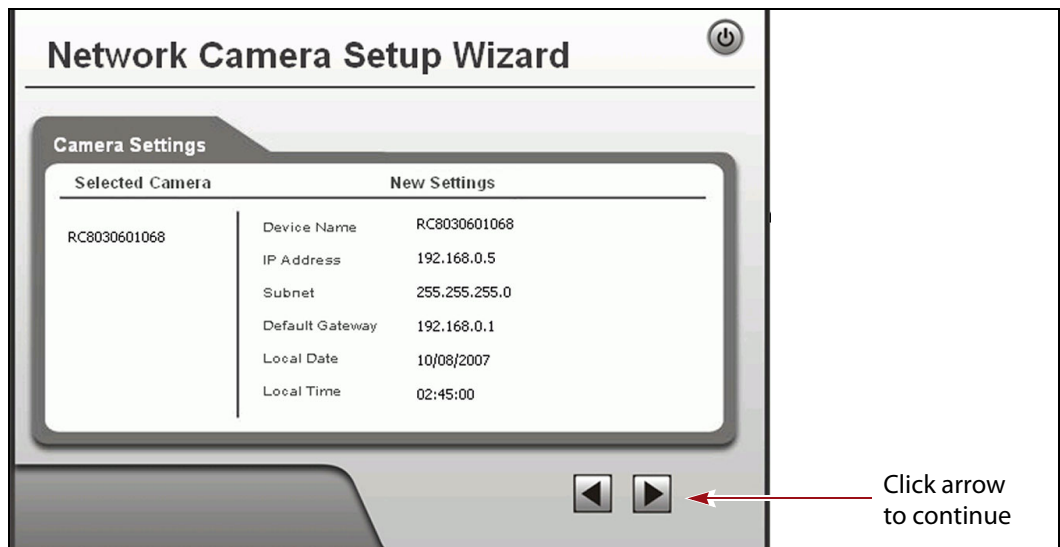 Network Camera Setup Wizard
Camera Settings
Selected Camera New Settings
RC8030601068
Device Name RC8030601068
IP Address 192.168.0.5
Subnet 255.255.255.0
Default Gateway 192.168.0.1
Local Date 10/08/2007
Local Time 02:45:00
Click arrow
to continue